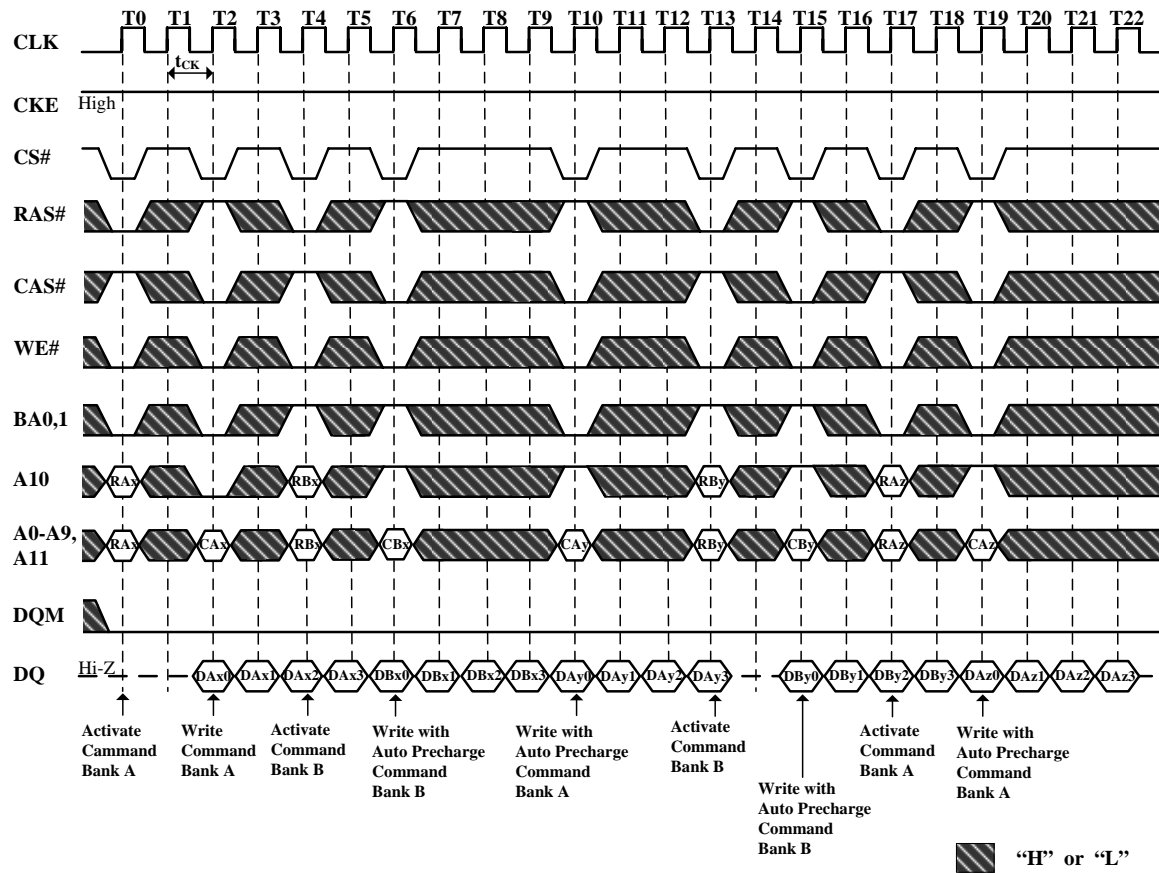 T0 T1 T2 T3 T4 T5 T6 T7 T8 T9 T10 T11 T12 T13 T14 T15 T16 T17 T18 T19 T20 T21 T22
CLK
tCK
CKE High
CS#
RAS#
CAS#
WE#
BA0,1
A10 RAx RBx RBy RAz
A0-A9,
A11
RAx CAx RBx CBx CAy RBy CBy RAz CAz
DQM
DQ Hi-Z DAx0 DAx1 DAx2 DAx3 DBx0 DBx1 DBx2 DBx3 DAy0 DAy1 DAy2 DAy3 DBy0 DBy1 DBy2 DBy3 DAz0 DAz1 DAz2 DAz3
Activate
Cammand
Bank A
Write
Command
Bank A
Activate
Command
Bank B
Write with
Auto Precharge
Command
Bank B
Write with
Auto Precharge
Command
Bank A
Activate
Command
Bank B
Write with
Auto Precharge
Command
Bank B
Activate
Command
Bank A
Write with
Auto Precharge
Command
Bank A
“H” or “L”